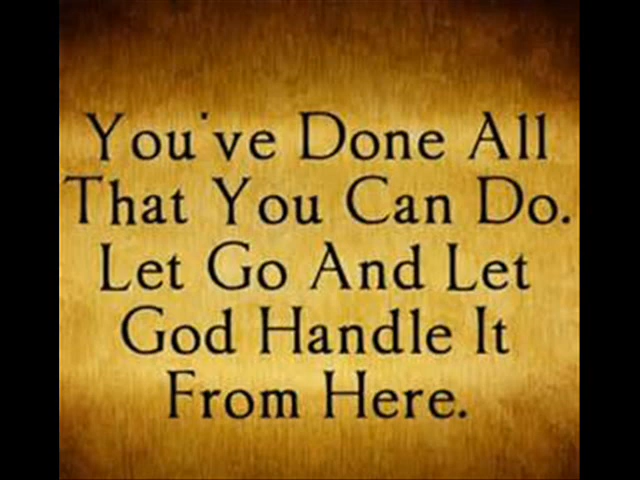 You've Done All
That You Can Do.
Let Go And Let
God Handle It
From Here.